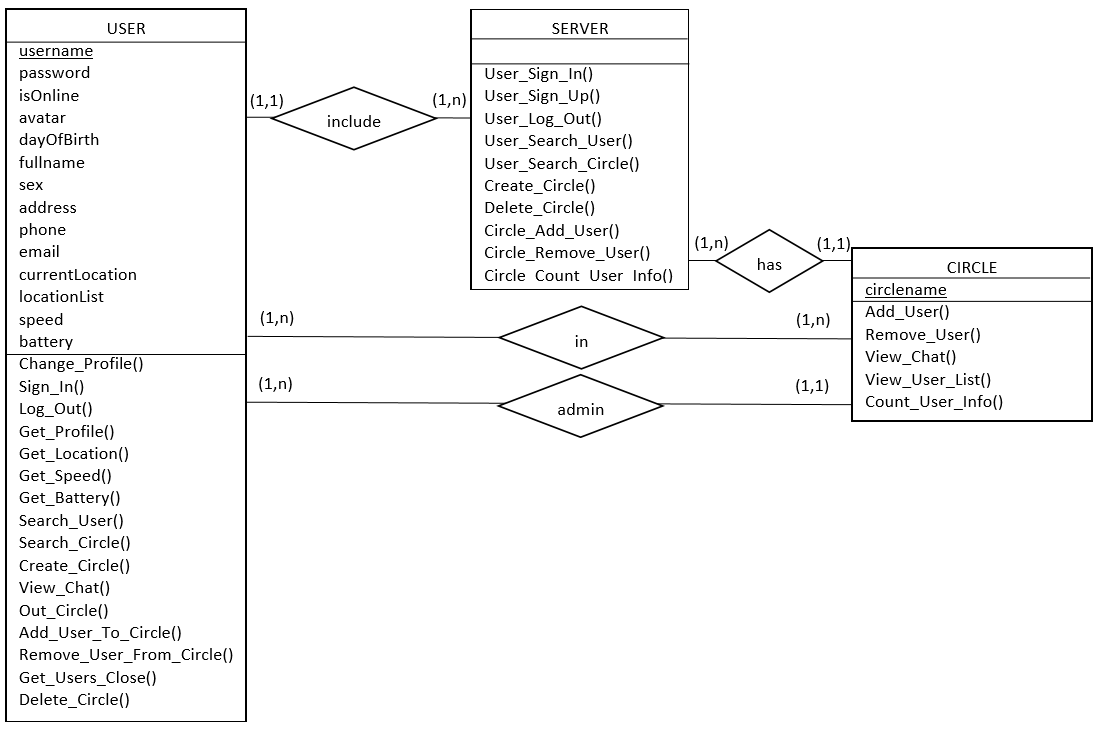 USER
username
password
isOnline
avatar
dayOfBirth
fullname
sex
address
phone
email
currentLocation
locationList
speed
battery
Change_Profile()
Sign_In()
Log_Out()
Get_Profile()
Get_Location()
Get_Speed()
Get_Battery()
Search_User()
Search_Circle()
Create_Circle()
View_Chat()
Out_Circle()
Add_User_To_Circle()
Remove_User_From_Circle()
Get_Users_Close()
Delete_Circle()
(1,1)
include
(1,n)
SERVER
User_Sign_In()
User_Sign_Up()
User_Log_Out()
User_Search_User()
User_Search_Circle()
Create_Circle()
Delete_Circle()
Circle_Add_User()
Circle_Remove_User()
Circle_Count_User_Info()
(1,n)
has
(1,1)
CIRCLE
circlename
Add_User()
Remove_User()
View_Chat()
View_User_List()
Count_User_Info()
(1,n)
in
(1,n)
(1,n)
admin
(1,1)